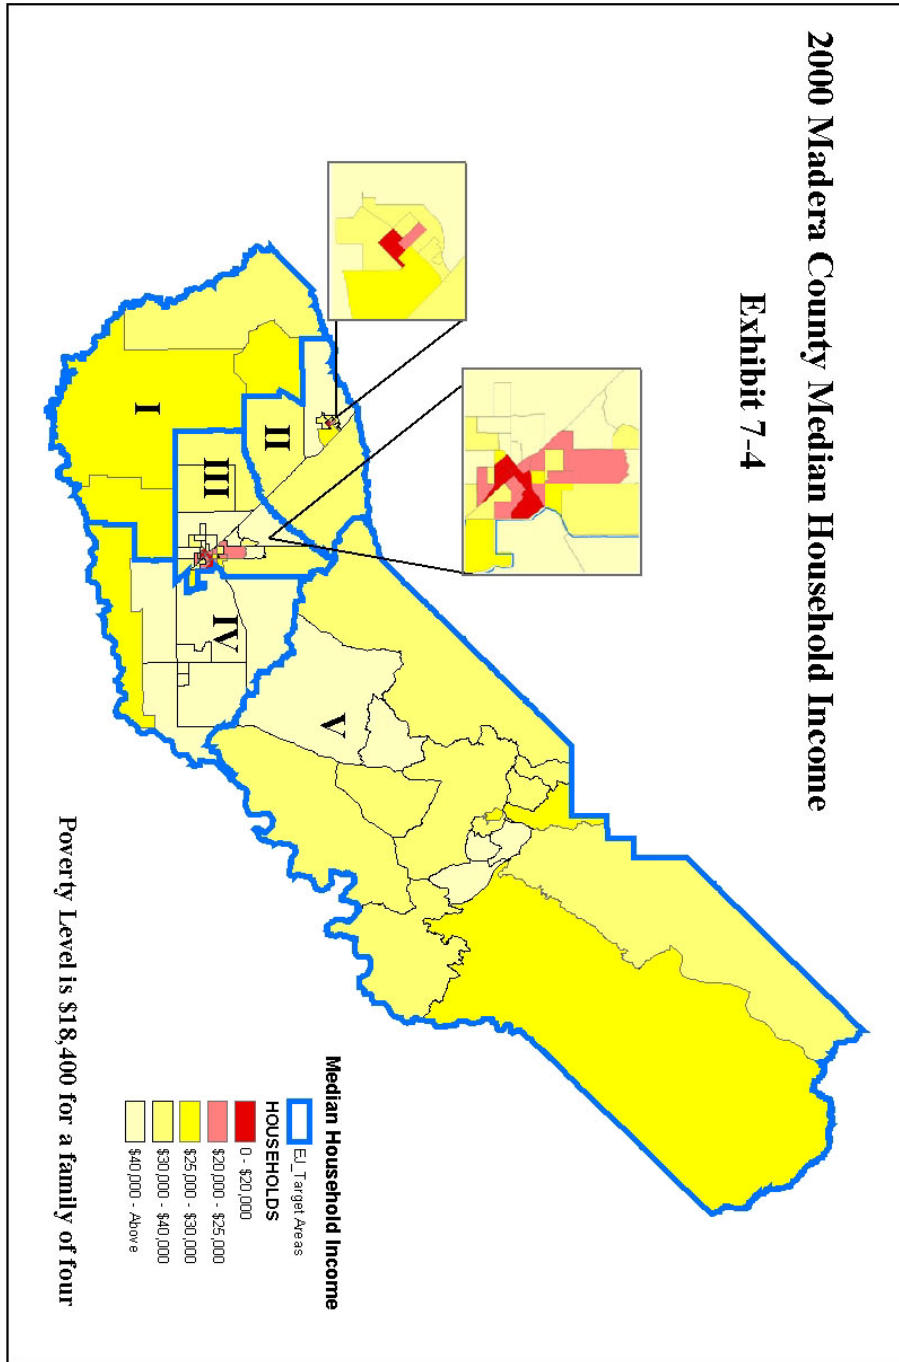 2000 Madera County Median Household Income
Exhibit 7-4
I
II
III
IV
V
Median Household Income
EJ_Target Areas
HOUSEHOLDS
0 - $20,000
$20,000 - $25,000
$25,000 - $30,000
$30,000 - $40,000
$40,000 - Above
Poverty Level is $18,400 for a family of four